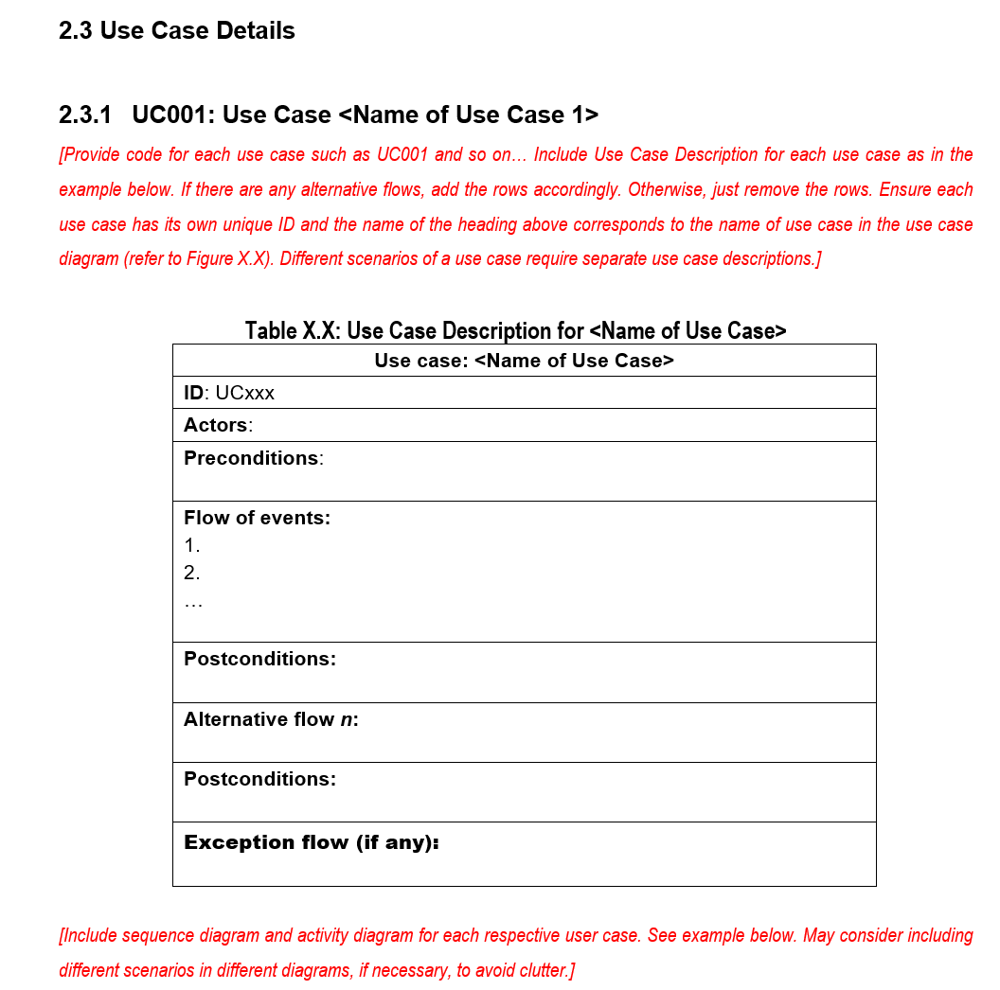 2.3 Use Case Details
2.3.1 UC001: Use Case <Name of Use Case 1>
[Provide code for each use case such as UC001 and so on… Include Use Case Description for each use case as in the
example below. If there are any alternative flows, add the rows accordingly. Otherwise, just remove the rows. Ensure each
use case has its own unique ID and the name of the heading above corresponds to the name of use case in the use case
diagram (refer to Figure X.X). Different scenarios of a use case require separate use case descriptions.]
Table X.X: Use Case Description for <Name of Use Case>
Use case: <Name of Use Case>
ID: UCxxx
Actors:
Preconditions:
Flow of events:
1.
2.
…
Postconditions:
Alternative flow n:
Postconditions:
Exception flow (if any):
[Include sequence diagram and activity diagram for each respective user case. See example below. May consider including
different scenarios in different diagrams, if necessary, to avoid clutter.]